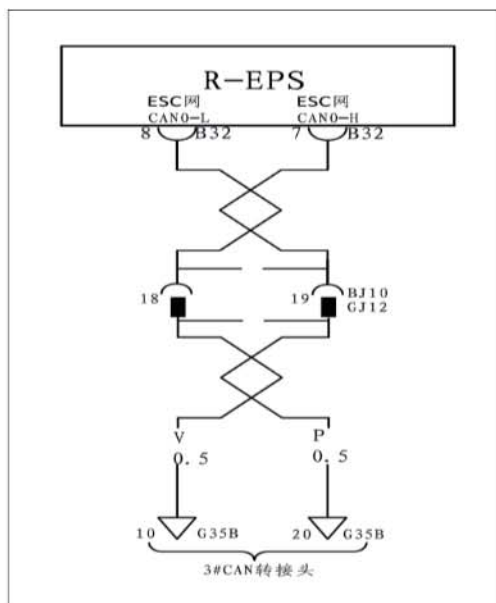 R-EPS
ESC网 ESC网
CAN0-L CAN0-H
8 B32 7 B32
18 19 BJ10
GJ12
V P
0.5 0.5
10 G35B 20 G35B
3#CAN转接头